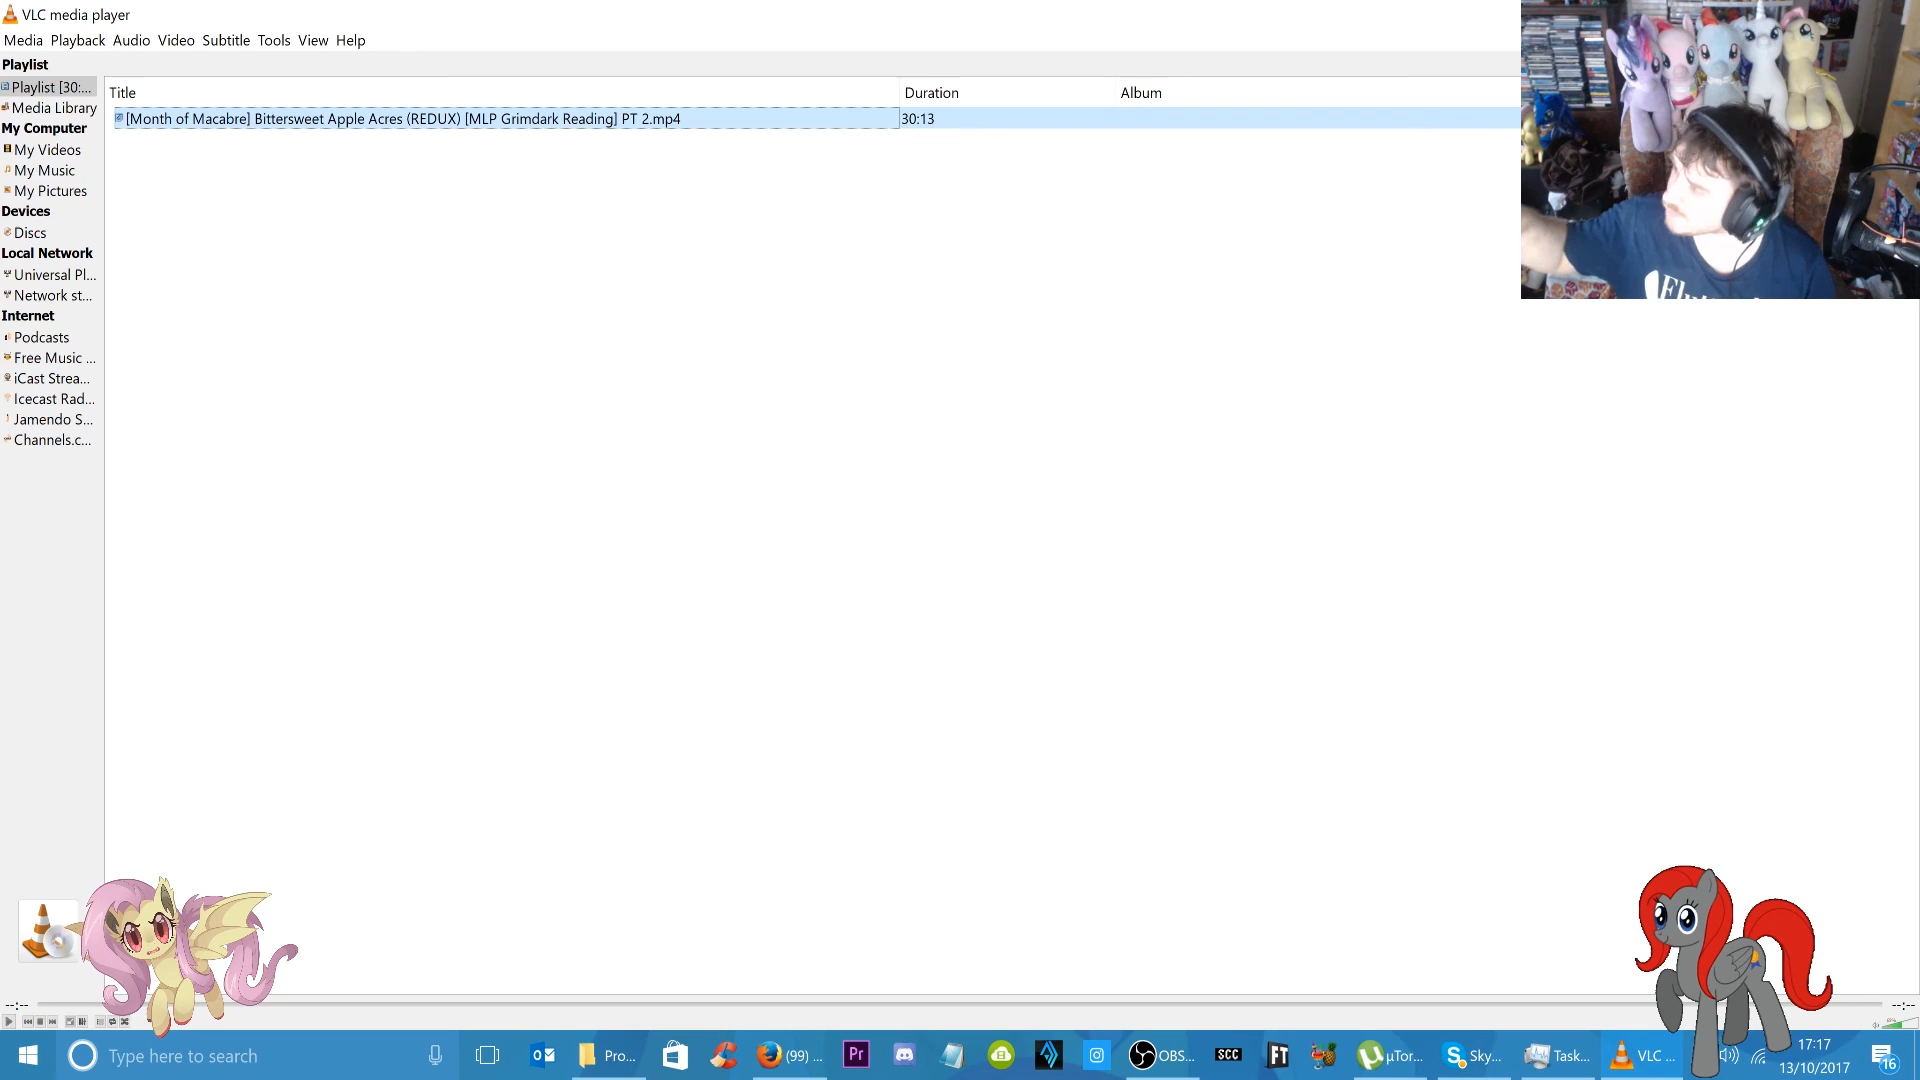 VLC media player
Media Playback Audio Video Subtitle Tools View Help
Playlist
Playlist [30:...
Media Library
My Computer
My Videos
My Music
My Pictures
Devices
Discs
Local Network
Universal Pl...
Network st...
Internet
Podcasts
Free Music ...
iCast Strea...
Icecast Rad...
Jamendo S...
Channels.c...
Title Duration Album
[Month of Macabre] Bittersweet Apple Acres (REDUX) [MLP Grimdark Reading] PT 2.mp4 30:13
--:-- --:--
Type here to search
Pro...
(99) ...
Pr
OBS...
SCC
FT
µTor...
Sky...
Task...
VLC ...
17:17
13/10/2017
16